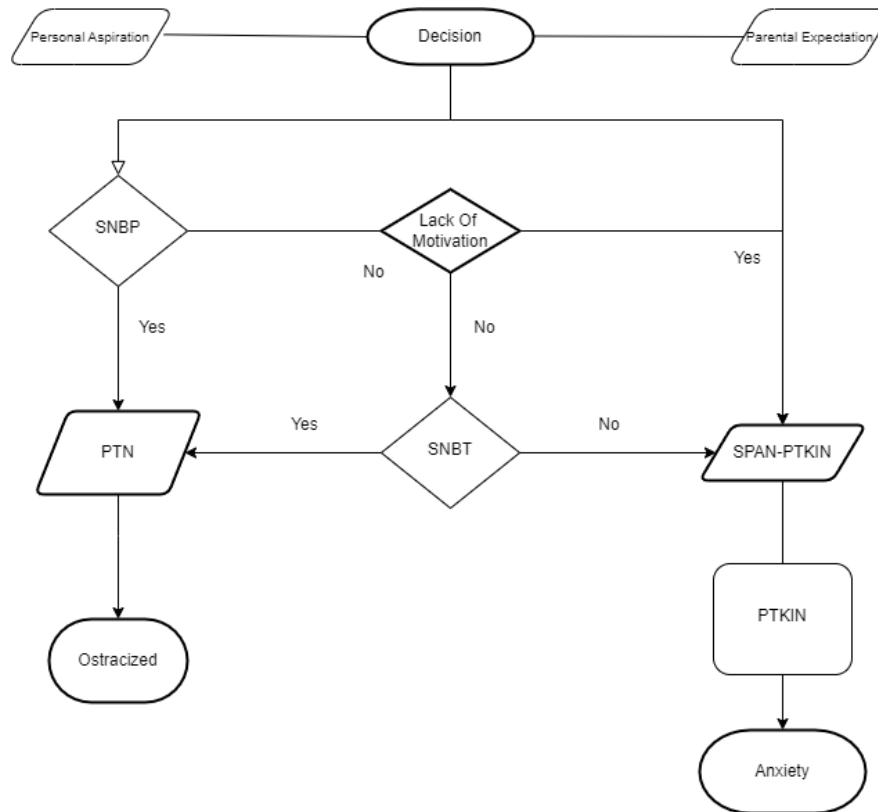 Personal Aspiration
Decision
Parental Expectation
SNBP
Lack Of
Motivation
No
Yes
Yes
No
PTN
Yes
SNBT
No
SPAN-PTKIN
PTKIN
Ostracized
Anxiety